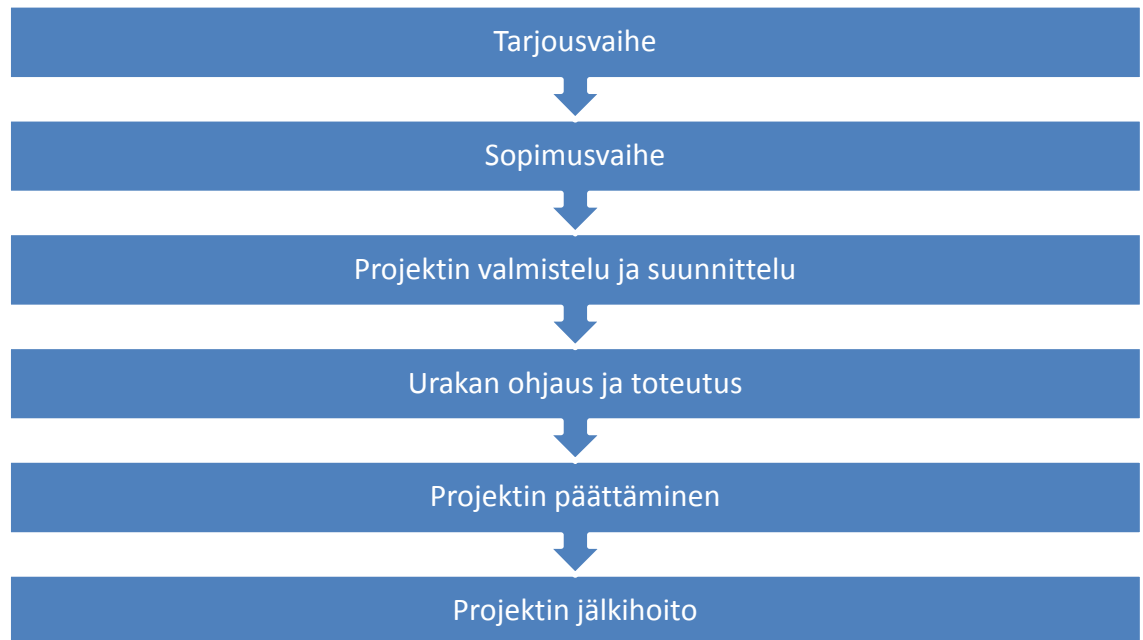 Tarjousvaihe
Sopimusvaihe
Projektin valmistelu ja suunnittelu
Urakan ohjaus ja toteutus
Projektin päättäminen
Projektin jälkihoito